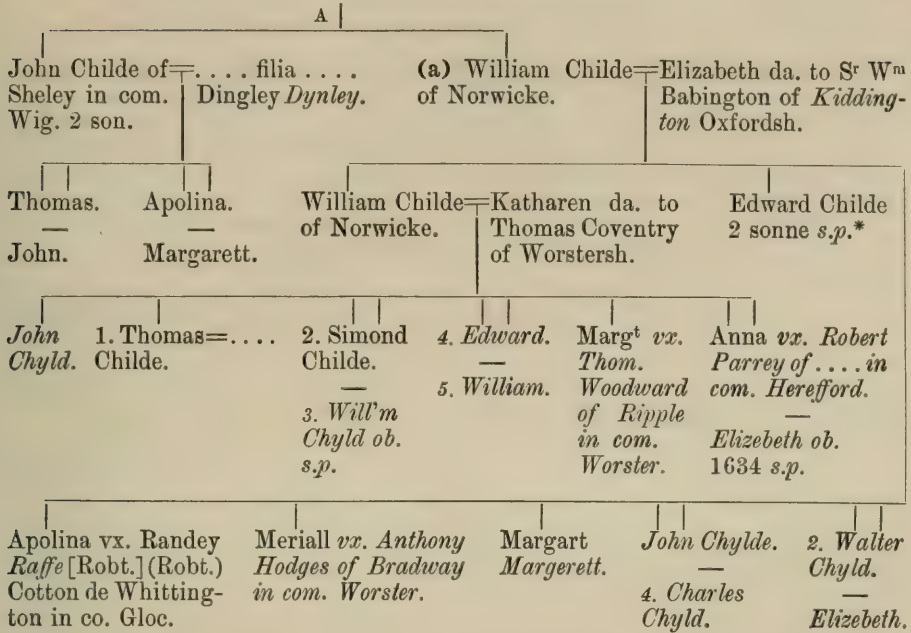 A
John Childe of=.... filia ....
Sheley in com. Dingley Dynley.
Wig. 2 son.
(a) William Childe=Elizabeth da. to Sr Wm
of Norwicke. Babington of Kidding-
ton Oxfordsh.
Thomas.
—
John.
Apolina.
—
Margarett.
William Childe=Katharen da. to
of Norwicke. Thomas Coventry
of Worstersh.
Edward Childe
2 sonne s.p.*
John
Chyld.
1. Thomas=....
Childe.
2. Simond
Childe.
—
3. Will'm
Chyld ob.
s.p.
4. Edward.
—
5. William.
Margt vx.
Thom.
Woodward
of Ripple
in com.
Worster.
Anna vx. Robert
Parrey of .... in
com. Herefford.
—
Elizebeth ob.
1634 s.p.
Apolina vx. Randey
Raffe [Robt.] (Robt.)
Cotton de Whitting-
ton in co. Gloc.
Meriall vx. Anthony
Hodges of Bradway
in com. Worster.
Margart
Margerett.
John Chylde.
—
4. Charles
Chyld.
2. Walter
Chyld.
—
Elizebeth.